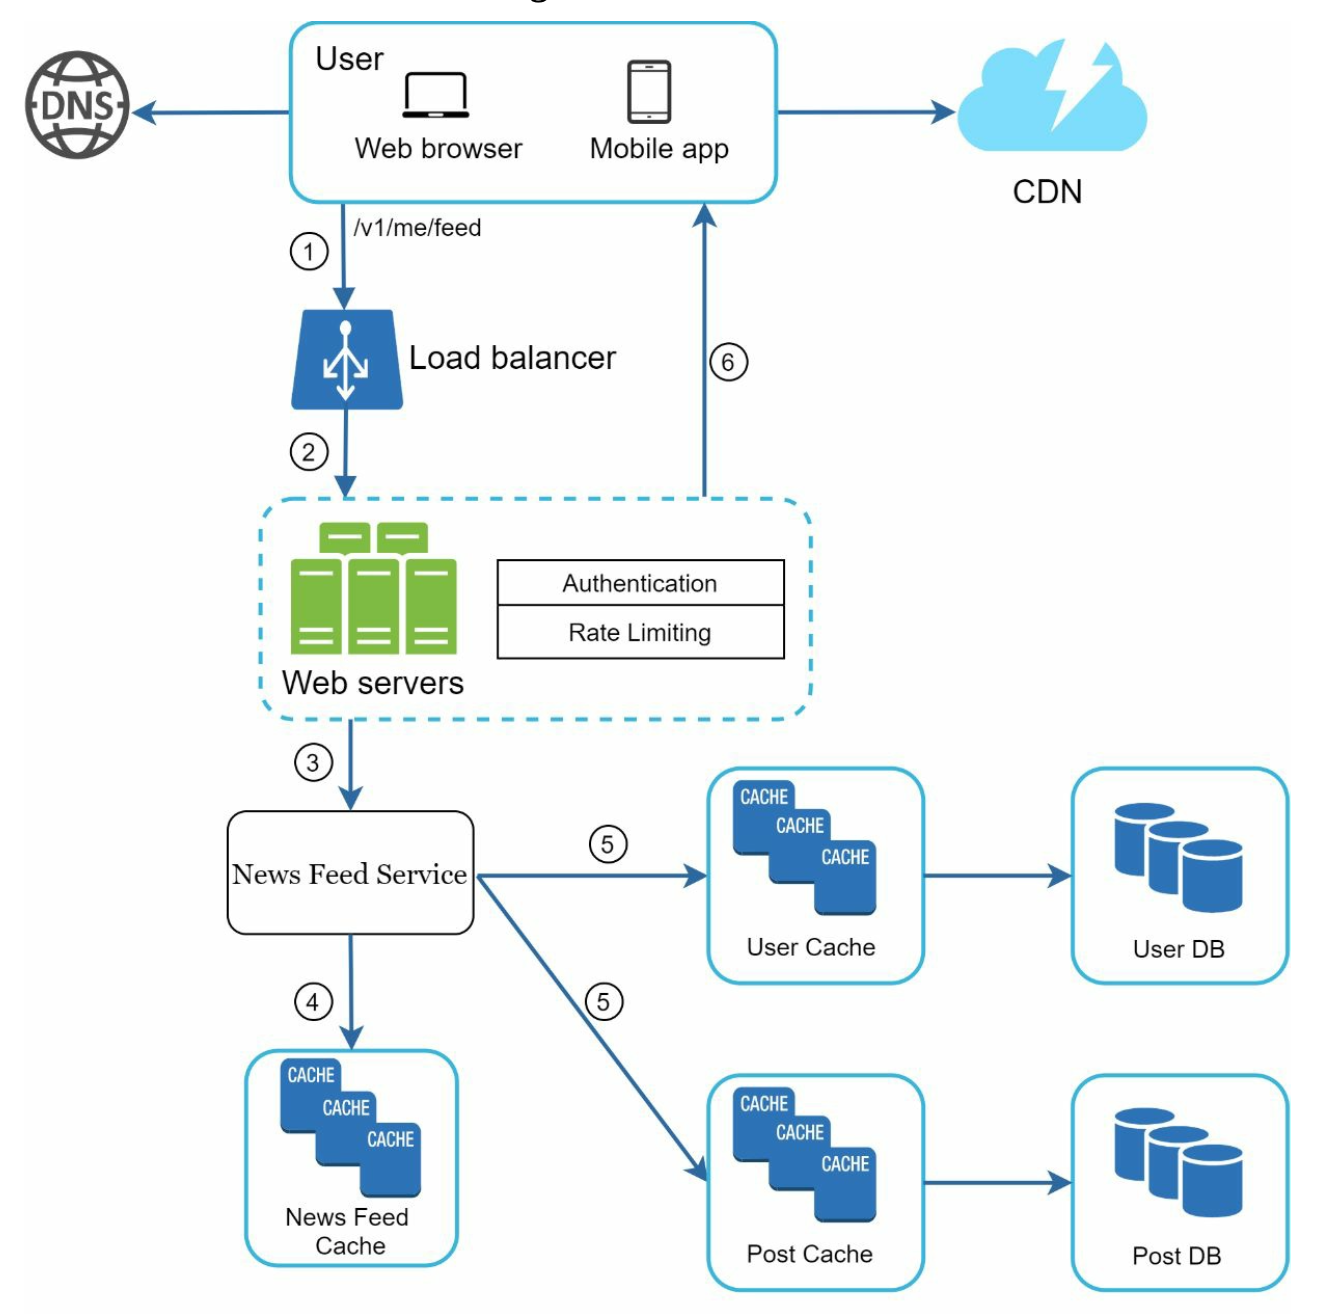 User
DNS
Web browser
Mobile app
CDN
/v1/me/feed
1
Load balancer
6
2
Authentication
Rate Limiting
Web servers
3
News Feed Service
5
CACHE
CACHE
CACHE
User Cache
User DB
4
5
CACHE
CACHE
CACHE
News Feed
Cache
CACHE
CACHE
CACHE
Post Cache
Post DB